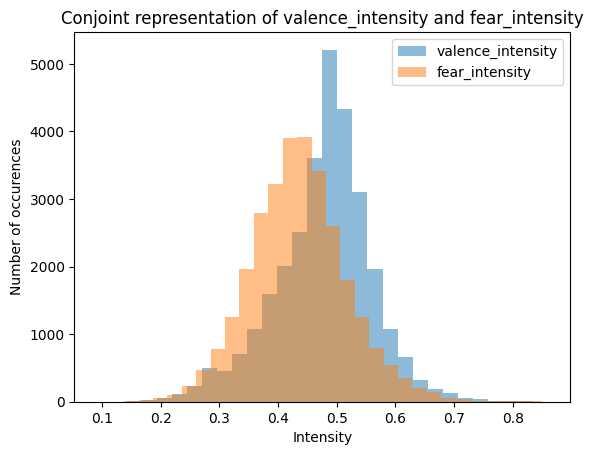 Conjoint representation of valence_intensity and fear_intensity
valence_intensity
fear_intensity
Number of occurences
5000
4000
3000
2000
1000
0
0.1 0.2 0.3 0.4 0.5 0.6 0.7 0.8
Intensity